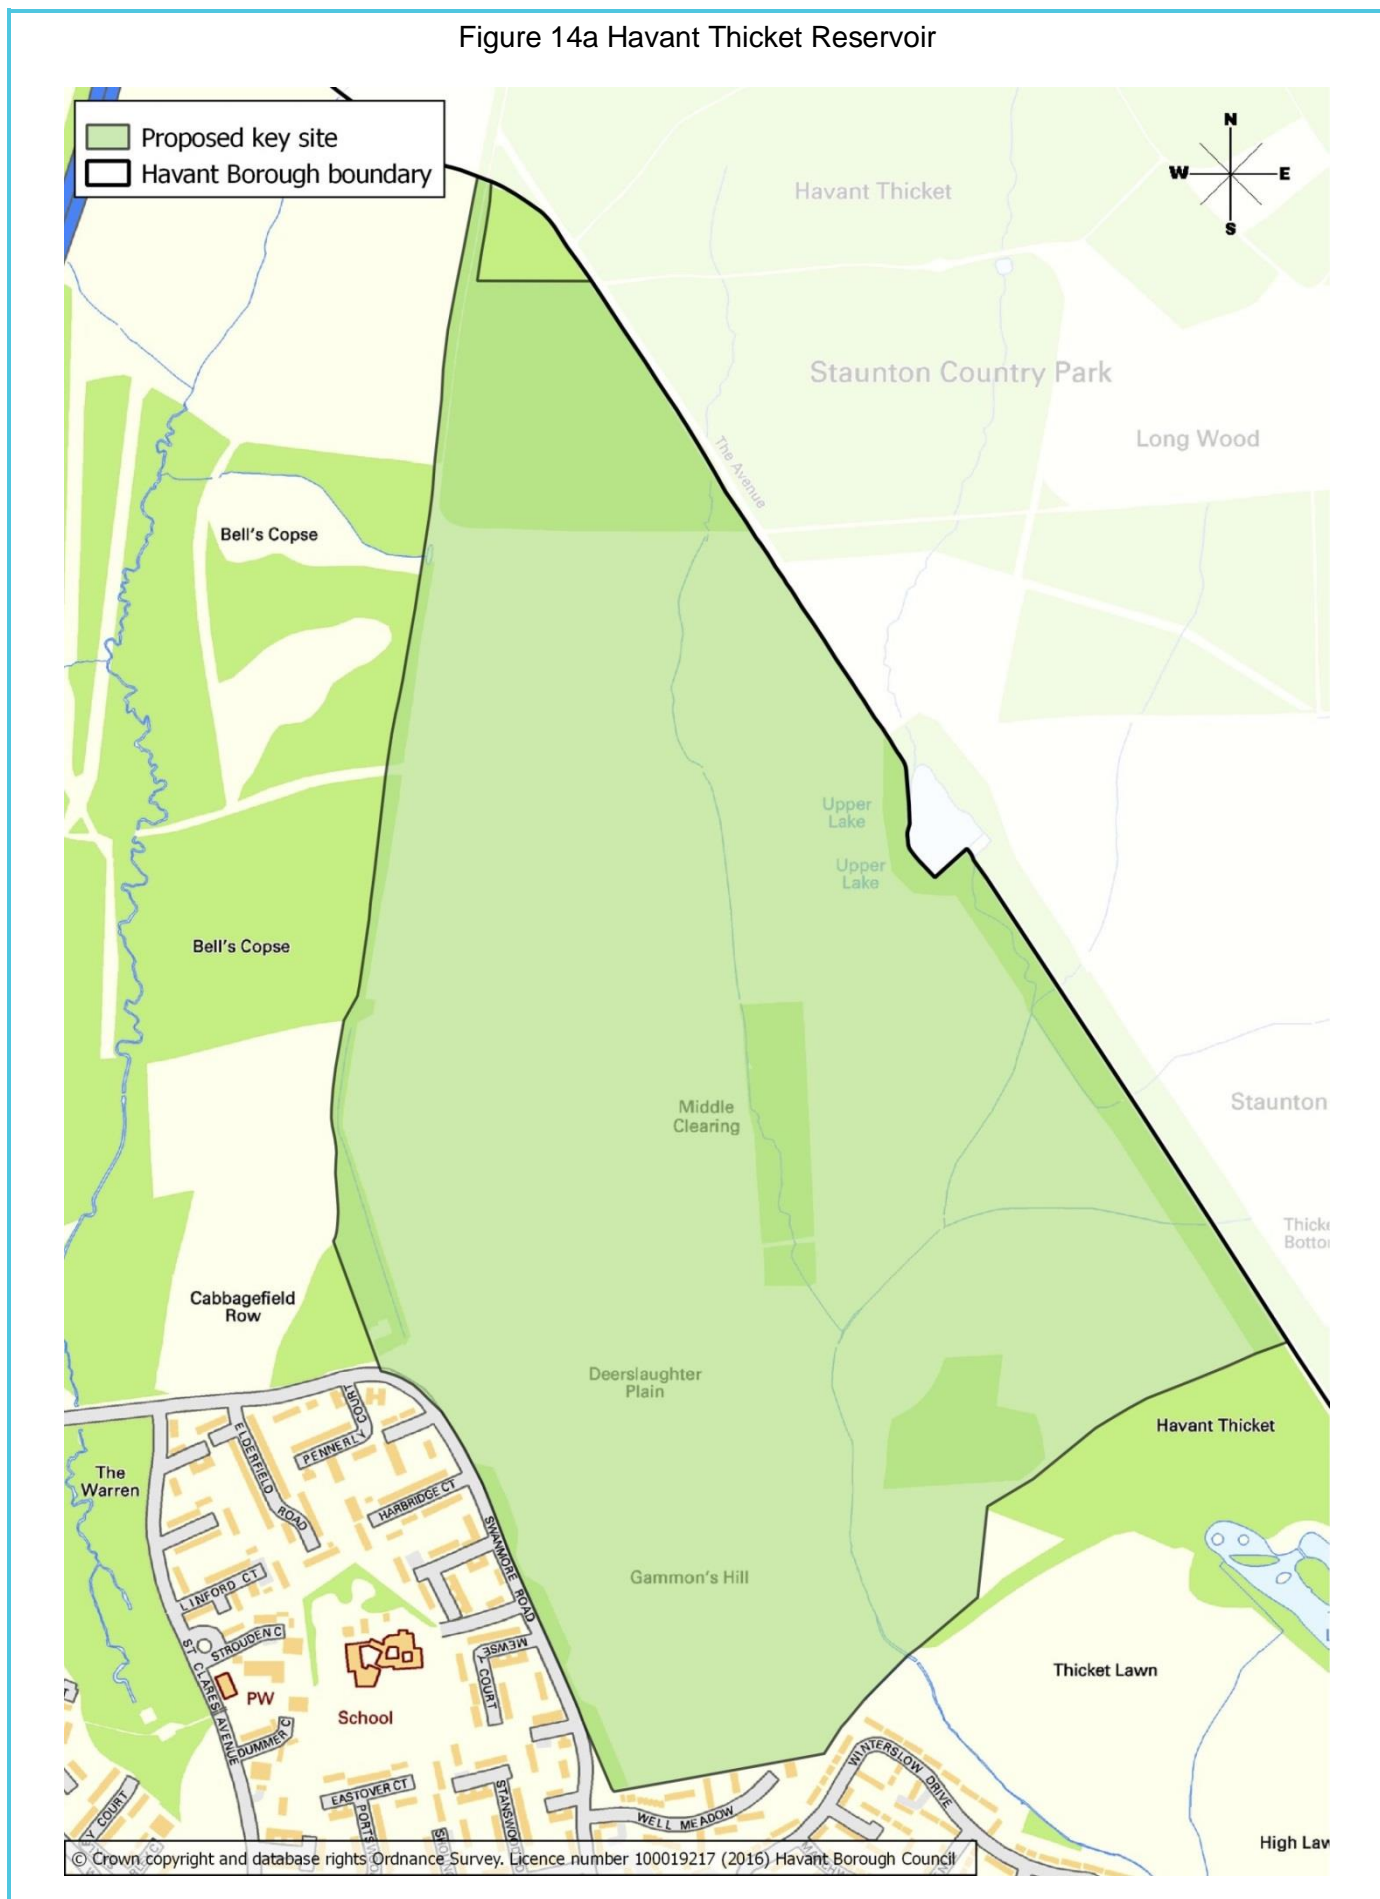 Figure 14a Havant Thicket Reservoir
Proposed key site
Havant Borough boundary
N
W
E
S
Havant Thicket
Staunton Country Park
Long Wood
The Avenue
Bell's Copse
Upper
Lake
Upper
Lake
Bell's Copse
Middle
Clearing
Staunton
Cabbagefield
Row
Deerslaughter
Plain
Havant Thicket
The
Warren
ELDERFIELD ROAD
PENNERLY COURT
HARBRIDGE CT
SWANMORE ROAD
Gammon's Hill
LINFORD CT
STROUDEN C
ST CLARES AVENUE
MEWSEY COURT
PW
School
Thicket Lawn
DUMMER C
WINTERSLOW DRIVE
EASTOVER CT
WELL MEADOW
Y COURT
© Crown copyright and database rights Ordnance Survey. Licence number 100019217 (2016) Havant Borough Council